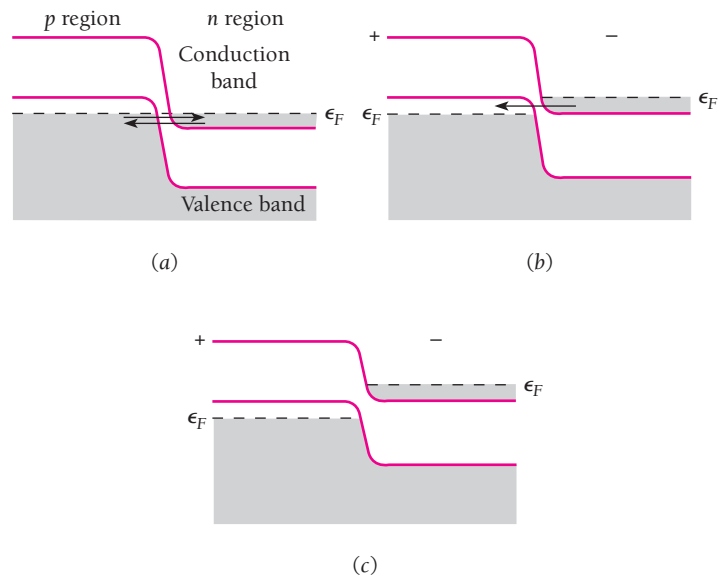 p region
n region
Conduction band
ϵF
Valence band
(a)
+
−
ϵF
ϵF
(b)
+
−
ϵF
ϵF
(c)